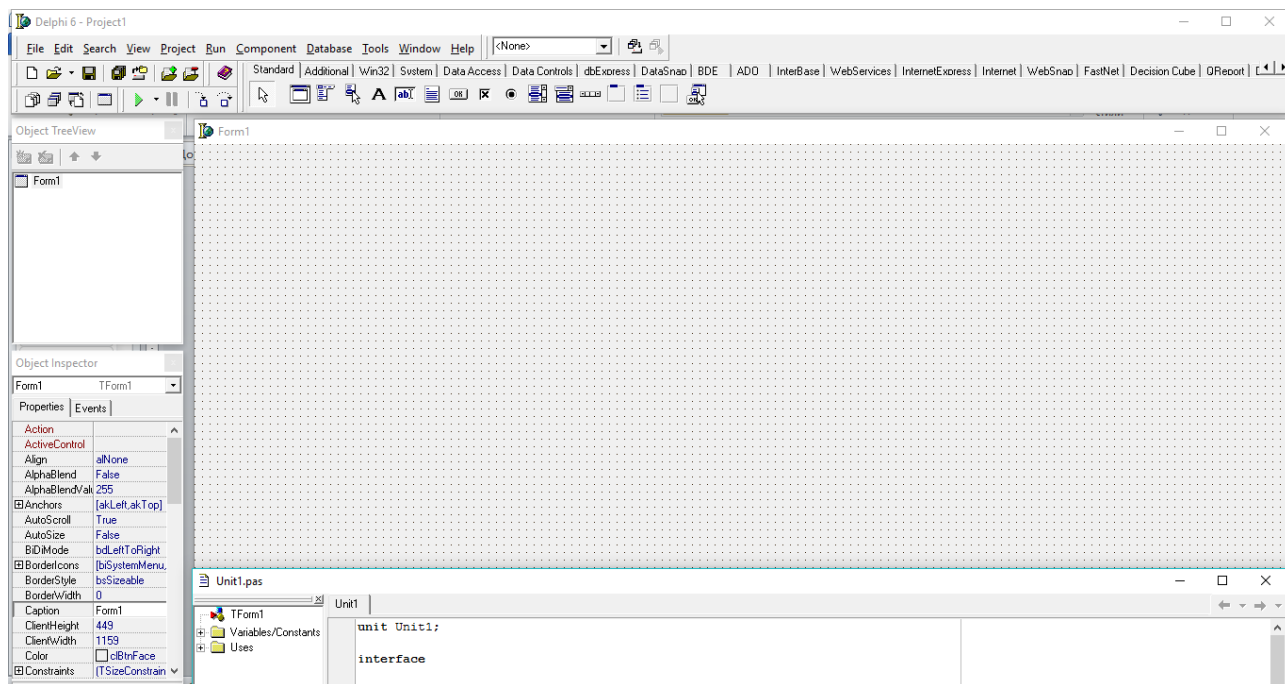 Delphi 6 - Project1
File Edit Search View Project Run Component Database Tools Window Help <None>
Standard Additional Win32 System Data Access Data Controls dbExpress DataSnap BDE ADO InterBase WebServices InternetExpress Internet WebSnap FastNet Decision Cube QReport
Object TreeView
Form1
Form1
Object Inspector
Form1 TForm1
Properties Events
Action
ActiveControl
Align alNone
AlphaBlend False
AlphaBlendVal 255
Anchors [akLeft,akTop]
AutoScroll True
AutoSize False
BiDiMode bdLeftToRight
BorderIcons [biSystemMenu,
BorderStyle bsSizeable
BorderWidth 0
Caption Form1
ClientHeight 449
ClientWidth 1159
Color clBtnFace
Constraints (TSizeConstrain
Unit1.pas
TForm1
Variables/Constants
Uses
Unit1
unit Unit1;
interface